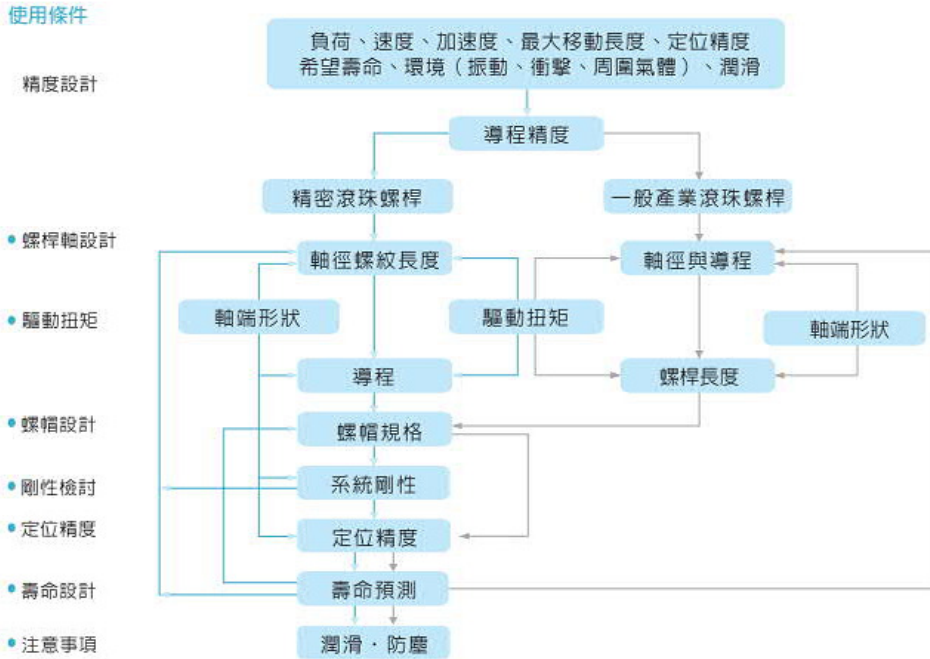 使用條件
負荷、速度、加速度、最大移動長度、定位精度
希望壽命、環境（振動、衝擊、周圍氣體）、潤滑
精度設計
導程精度
精密滾珠螺桿
一般產業滾珠螺桿
• 螺桿軸設計
軸徑螺紋長度
軸徑與導程
• 驅動扭矩
軸端形狀
驅動扭矩
軸端形狀
導程
螺桿長度
• 螺帽設計
螺帽規格
• 剛性檢討
系統剛性
• 定位精度
定位精度
• 壽命設計
壽命預測
• 注意事項
潤滑・防塵